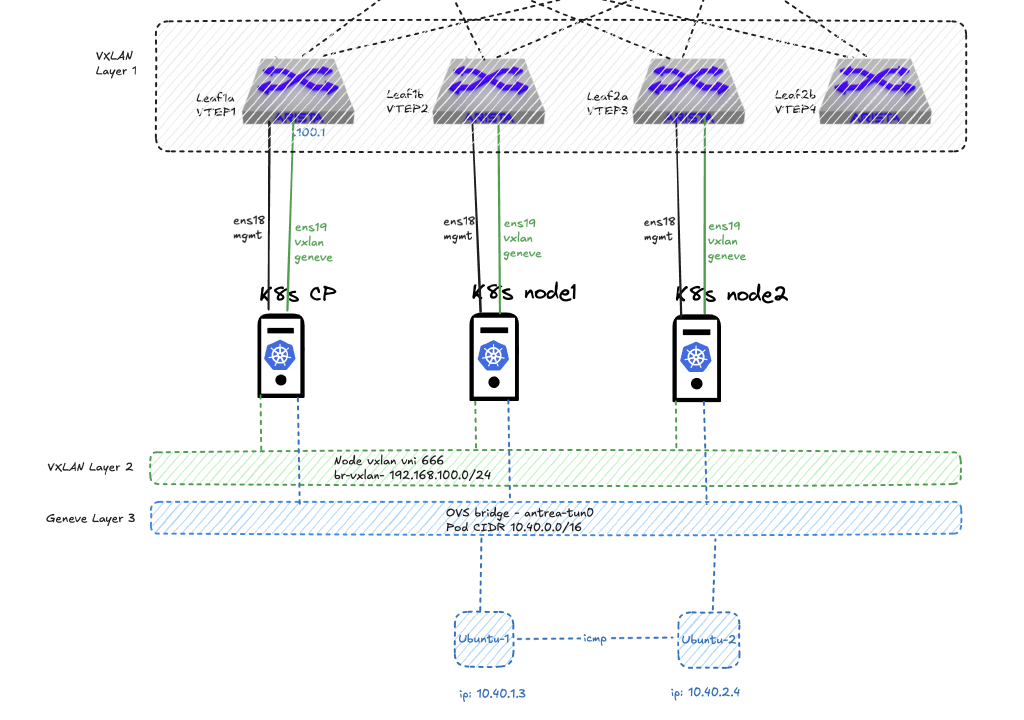 VXLAN
Layer 1
Leaf1a
VTEP1
ARISTA
.100.1
Leaf1b
VTEP2
ARISTA
Leaf2a
VTEP3
ARISTA
Leaf2b
VTEP4
ARISTA
ens18
mgmt
ens19
vxlan
geneve
ens18
mgmt
ens19
vxlan
geneve
ens18
mgmt
ens19
vxlan
geneve
K8s CP
K8s node1
K8s node2
VXLAN Layer 2
Node vxlan vni 666
br-vxlan- 192.168.100.0/24
Geneve Layer 3
OVS bridge - antrea-tun0
Pod CIDR 10.40.0.0/16
Ubuntu-1
icmp
Ubuntu-2
ip: 10.40.1.3
ip: 10.40.2.4